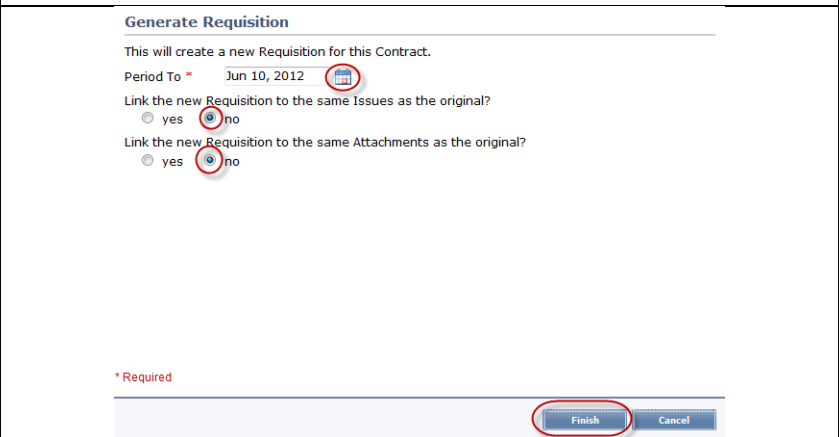 Generate Requisition
This will create a new Requisition for this Contract.
Period To * Jun 10, 2012
Link the new Requisition to the same Issues as the original?
yes no
Link the new Requisition to the same Attachments as the original?
yes no
* Required
Finish Cancel